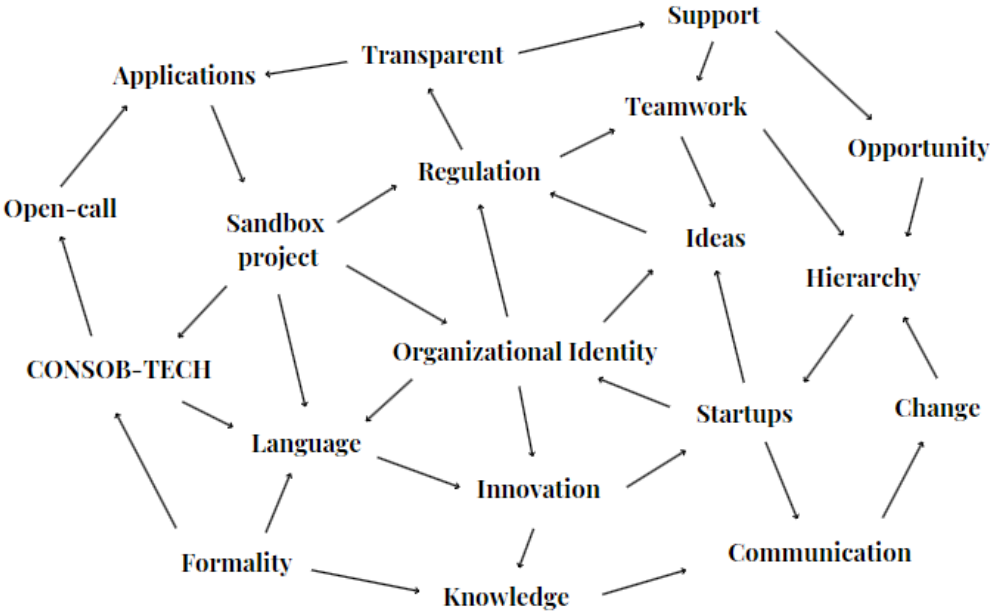 Support
Transparent
Applications
Teamwork
Opportunity
Regulation
Open-call
Sandbox
project
Ideas
Hierarchy
Organizational Identity
CONSOB-TECH
Startups
Change
Language
Innovation
Communication
Formality
Knowledge